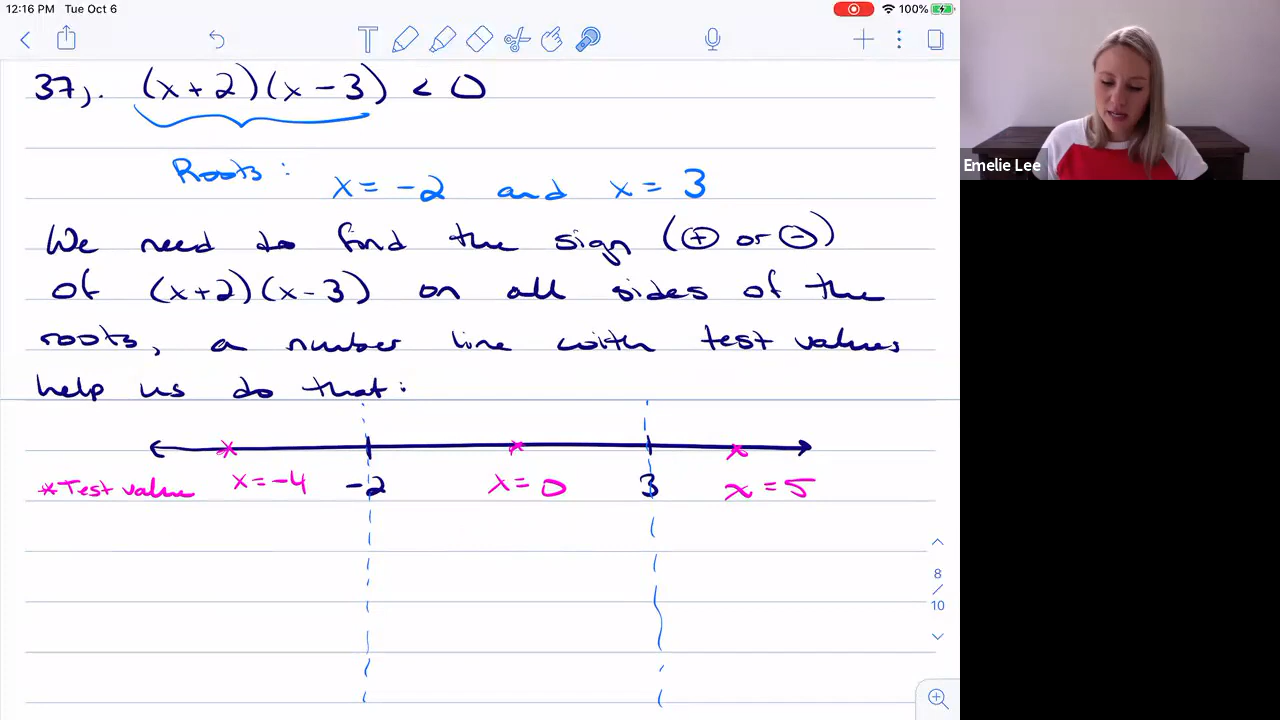 12:16 PM Tue Oct 6
100%
37). (x+2)(x-3) < 0
Roots:
x = -2 and x = 3
We need to find the sign (+ or -)
of (x+2)(x-3) on all sides of the
roots, a number line with test values
help us do that:
*Test value x=-4 -2 x=0 3 x=5
8
/
10
Emelie Lee